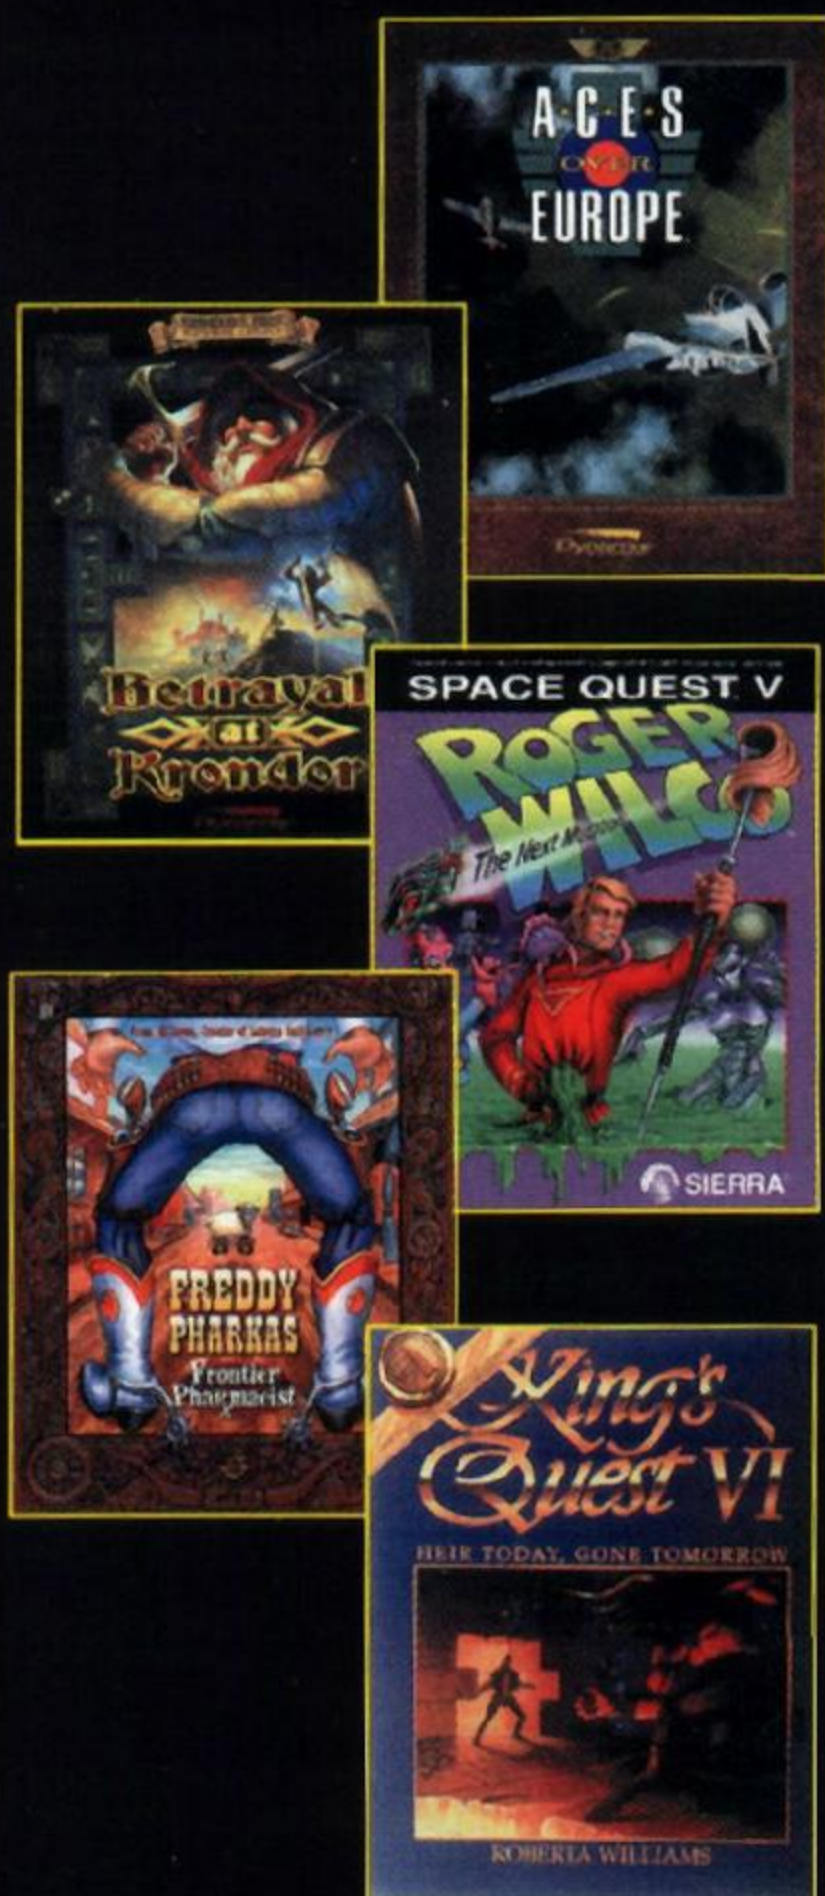 A·C·E·S
OVER
EUROPE
Dynamix
Betrayal
at
Krondor
SPACE QUEST V
ROGER
WILCO
The Next
SIERRA
FREDDY
PHARKAS
Frontier
Pharmacist
King's
Quest VI
HEIR TODAY, GONE TOMORROW
ROBERTA WILLIAMS